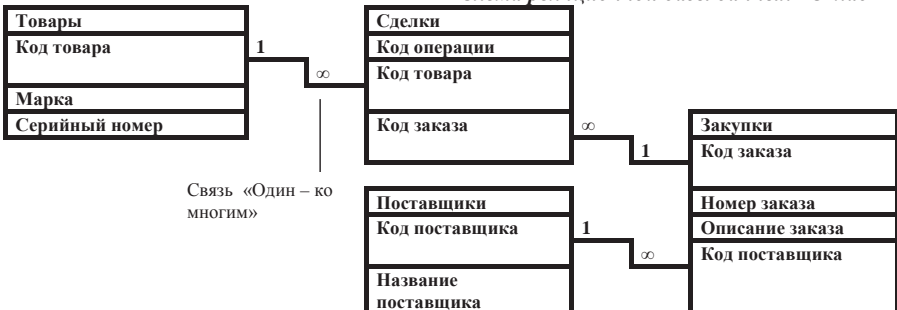 Товары
Код товара
Марка
Серийный номер
1
∞
Связь «Один – ко
многим»
Сделки
Код операции
Код товара
Код заказа
∞
1
Поставщики
Код поставщика
Название
поставщика
1
∞
Закупки
Код заказа
Номер заказа
Описание заказа
Код поставщика